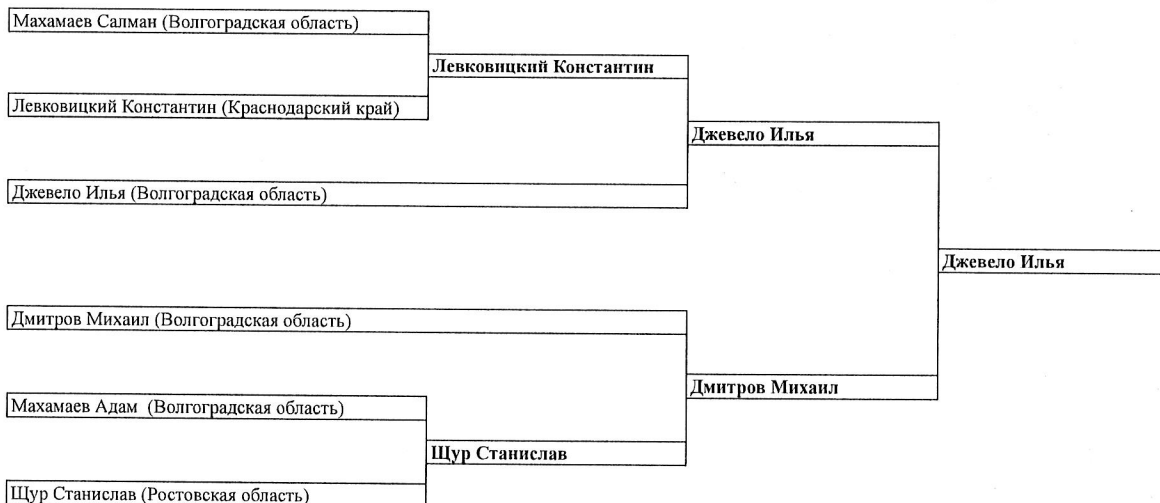 Махамаев Салман (Волгоградская область)
Левковицкий Константин
Левковицкий Константин (Краснодарский край)
Джевело Илья
Джевело Илья (Волгоградская область)
Джевело Илья
Дмитров Михаил (Волгоградская область)
Дмитров Михаил
Махамаев Адам (Волгоградская область)
Щур Станислав
Щур Станислав (Ростовская область)